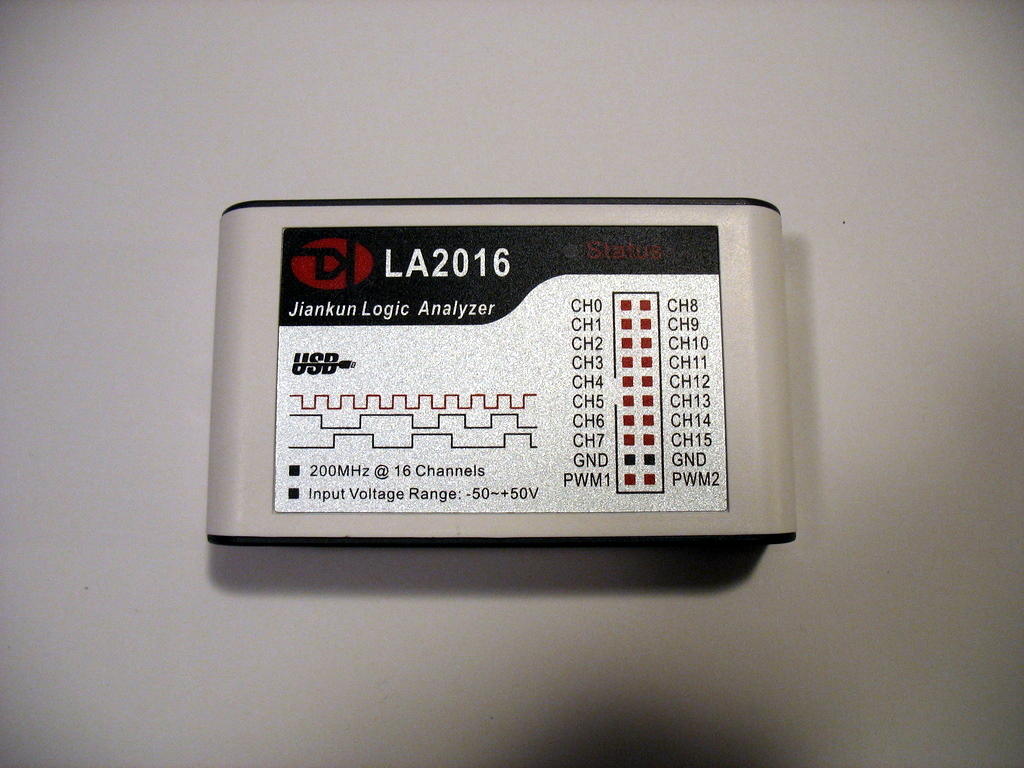 LA2016
Status
Jiankun Logic Analyzer
USB
200MHz @ 16 Channels
Input Voltage Range: -50~+50V
CH0 CH8
CH1 CH9
CH2 CH10
CH3 CH11
CH4 CH12
CH5 CH13
CH6 CH14
CH7 CH15
GND GND
PWM1 PWM2